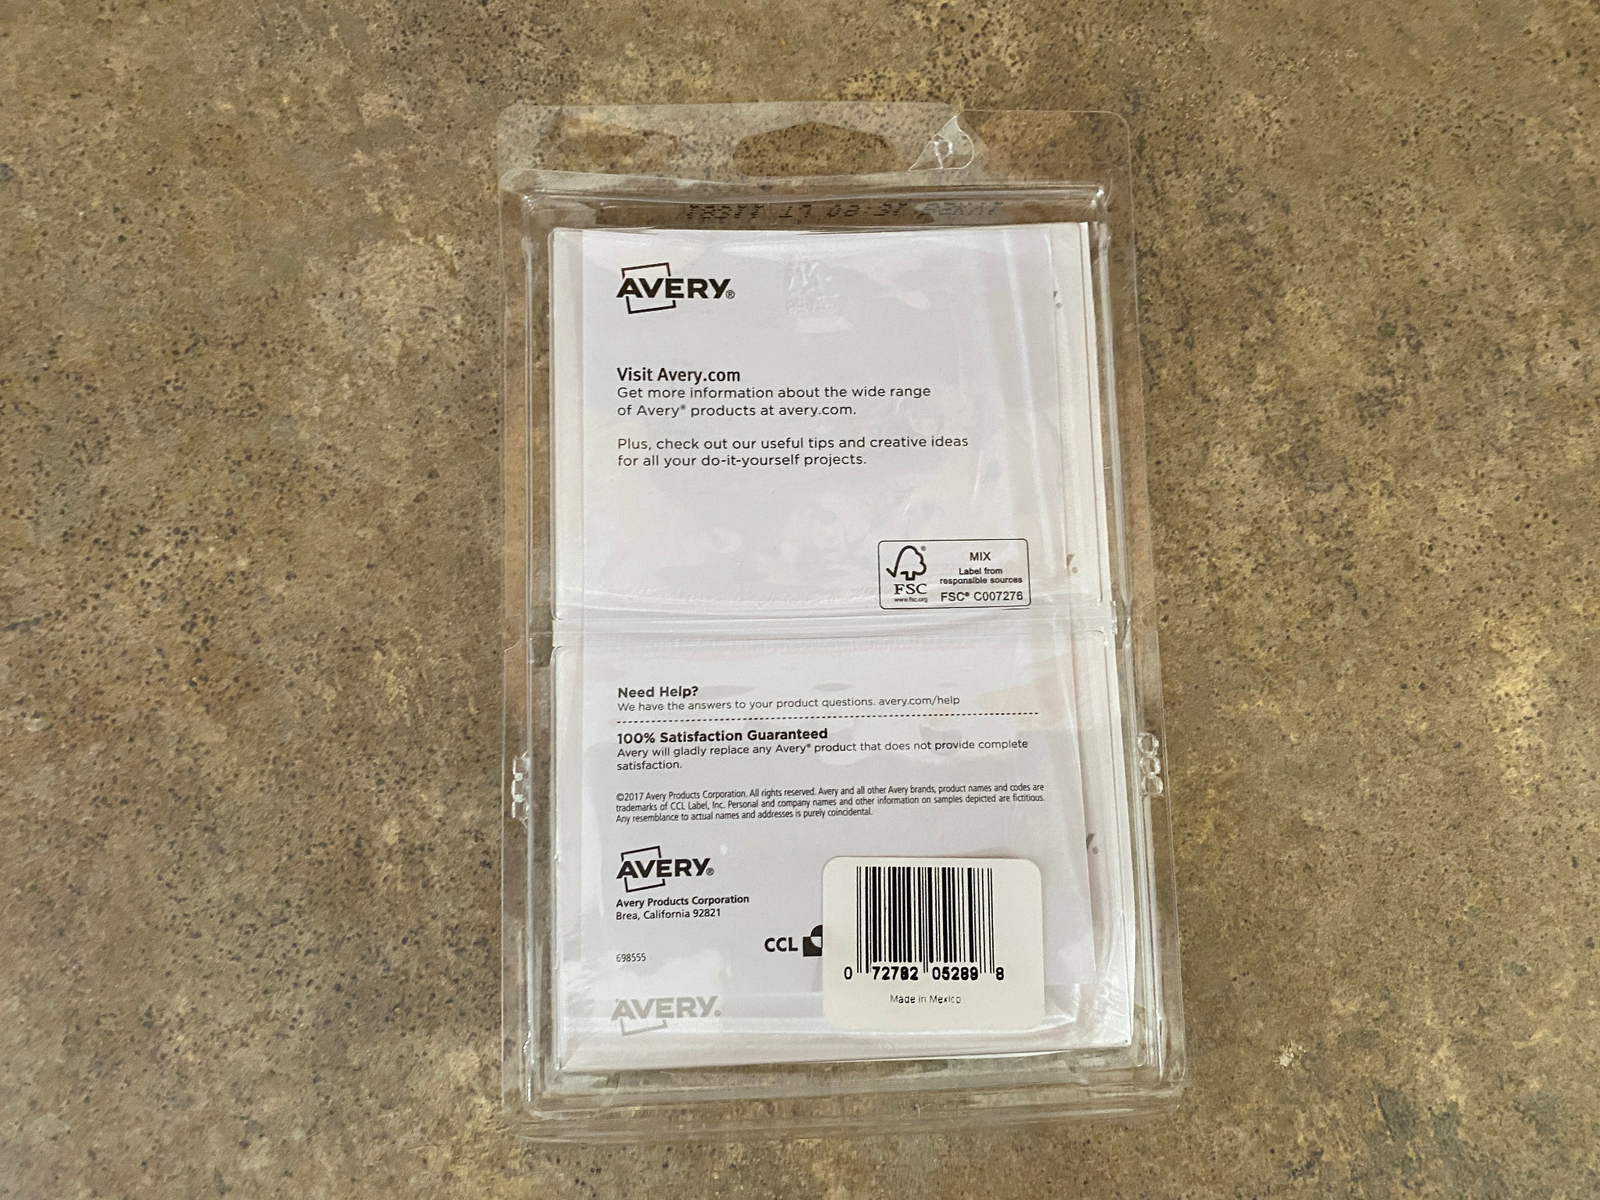 AVERY®
Visit Avery.com
Get more information about the wide range
of Avery® products at avery.com.
Plus, check out our useful tips and creative ideas
for all your do-it-yourself projects.
FSC
www.fsc.org
MIX
Label from
responsible sources
FSC® C007276
Need Help?
We have the answers to your product questions. avery.com/help
100% Satisfaction Guaranteed
Avery will gladly replace any Avery® product that does not provide complete
satisfaction.
©2017 Avery Products Corporation. All rights reserved. Avery and all other Avery brands, product names and codes are
trademarks of CCL Label, Inc. Personal and company names and other information on samples depicted are fictitious.
Any resemblance to actual names and addresses is purely coincidental.
AVERY®
Avery Products Corporation
Brea, California 92821
CCL
698555
AVERY.
0 72782 05289 8
Made in Mexico